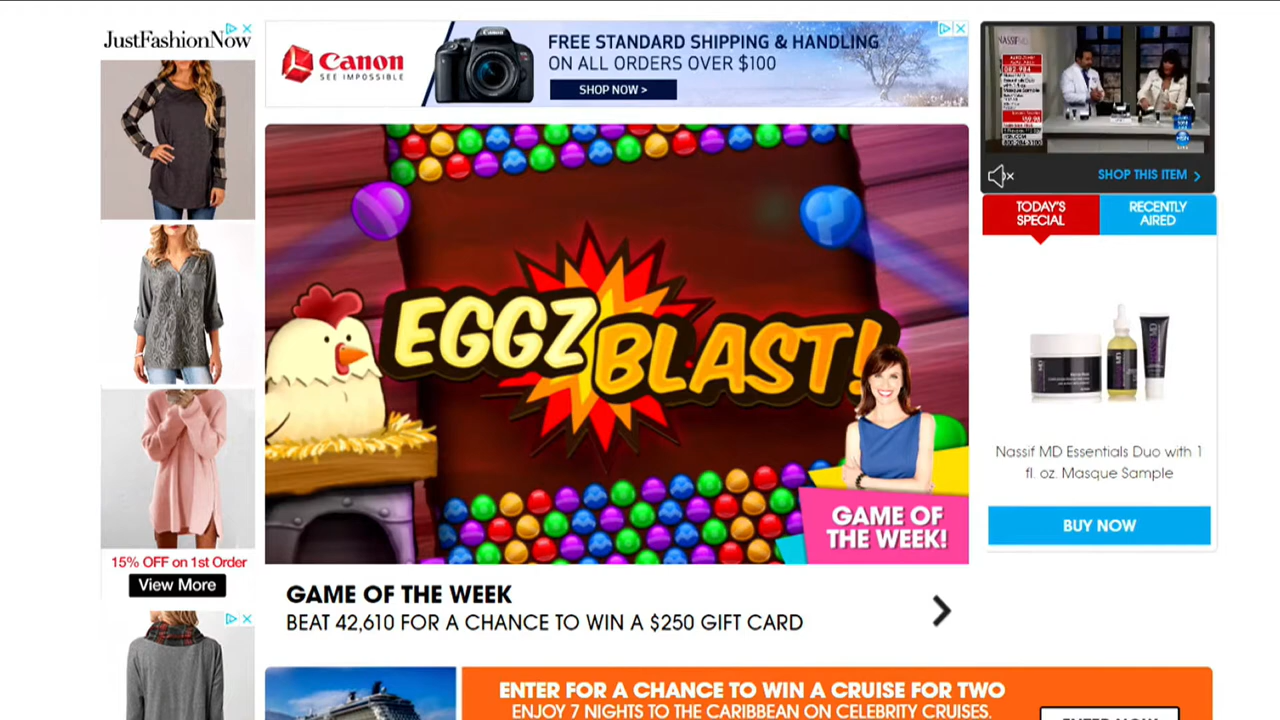 JustFashionNow
15% OFF on 1st Order
View More
Canon
SEE IMPOSSIBLE
Canon
FREE STANDARD SHIPPING & HANDLING
ON ALL ORDERS OVER $100
SHOP NOW >
EGGZ
BLAST!
GAME OF
THE WEEK!
GAME OF THE WEEK
BEAT 42,610 FOR A CHANCE TO WIN A $250 GIFT CARD
ENTER FOR A CHANCE TO WIN A CRUISE FOR TWO
ENJOY 7 NIGHTS TO THE CARIBBEAN ON CELEBRITY CRUISES.
SHOP THIS ITEM
TODAY'S
SPECIAL
RECENTLY
AIRED
Nassif MD Essentials Duo with 1
fl. oz. Masque Sample
BUY NOW